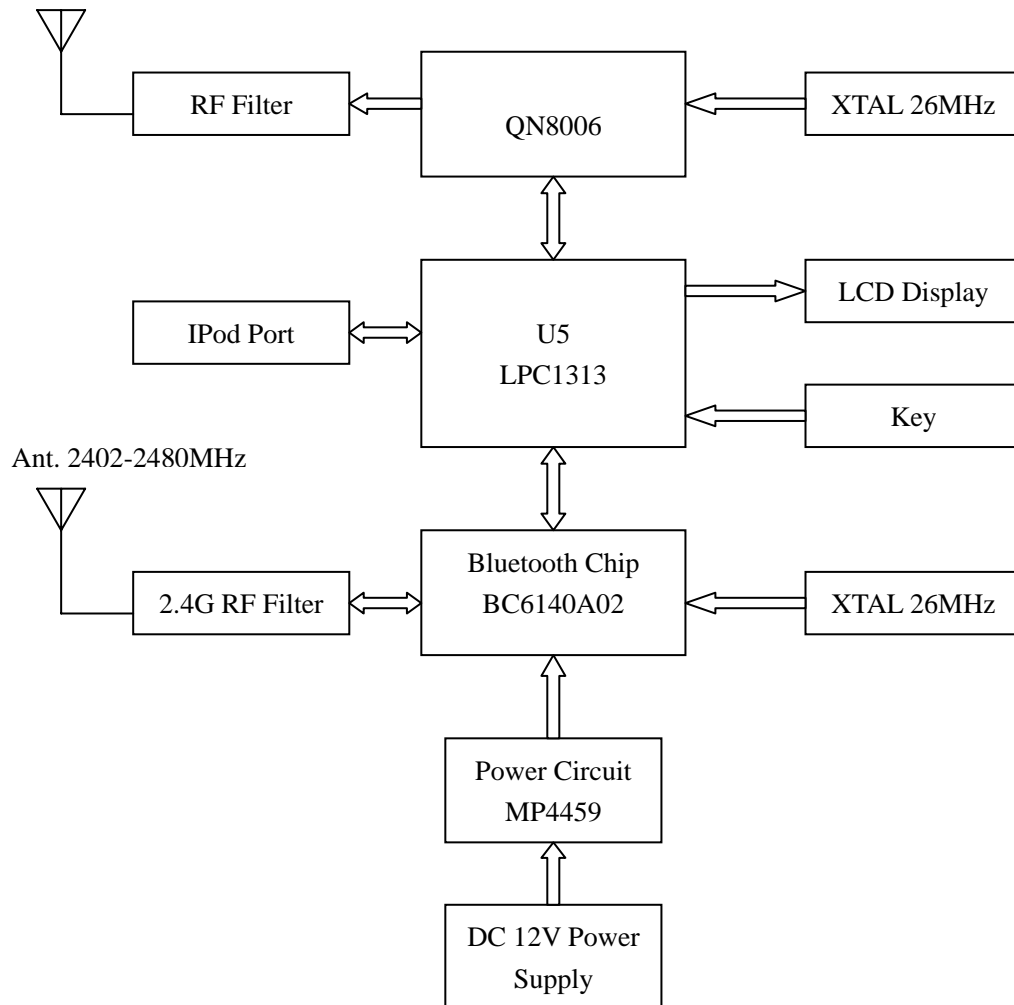 RF Filter
QN8006
XTAL 26MHz
IPod Port
U5
LPC1313
LCD Display
Key
Ant. 2402-2480MHz
2.4G RF Filter
Bluetooth Chip
BC6140A02
XTAL 26MHz
Power Circuit
MP4459
DC 12V Power
Supply